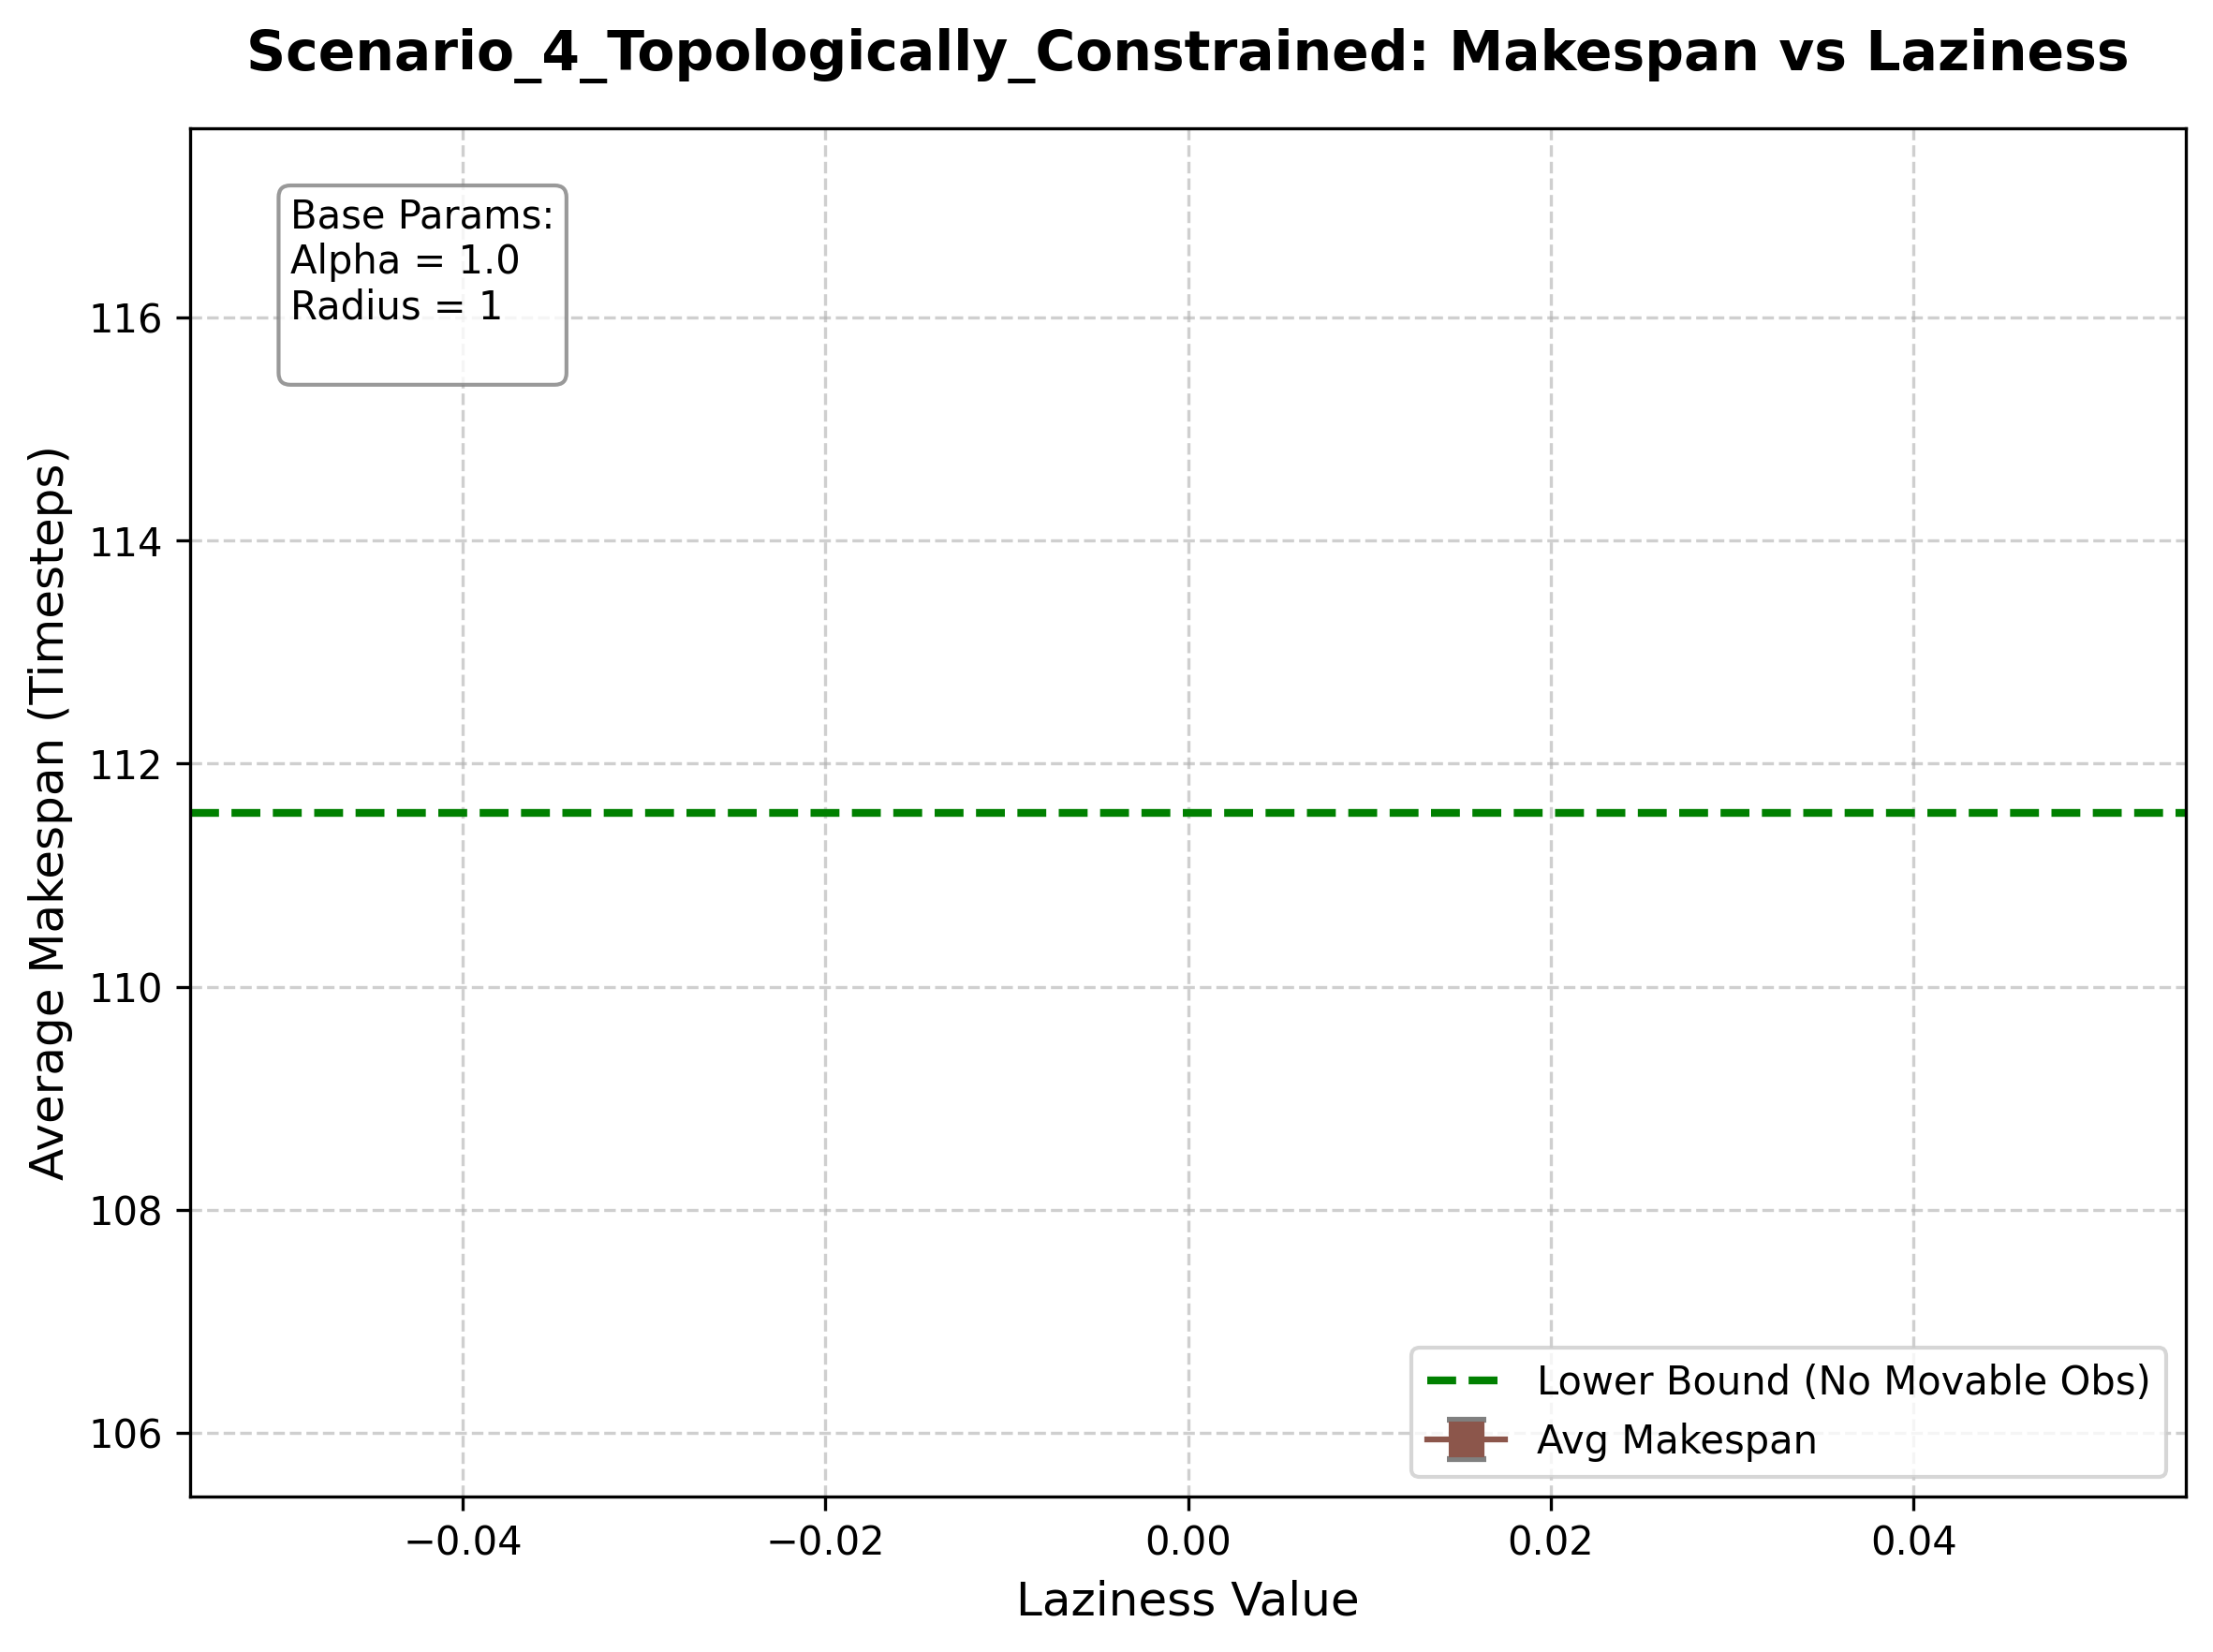 Scenario_4_Topologically_Constrained: Makespan vs Laziness
Base Params:
Alpha = 1.0
Radius = 1
Average Makespan (Timesteps)
116
114
112
110
108
106
Lower Bound (No Movable Obs)
Avg Makespan
−0.04
−0.02
0.00
0.02
0.04
Laziness Value